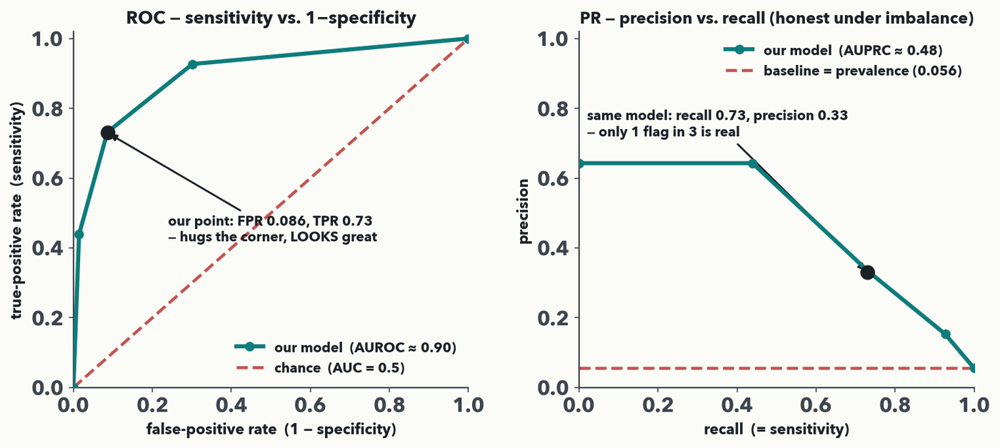 ROC – sensitivity vs. 1−specificity
1.0
0.8
0.6
0.4
0.2
0.0
true-positive rate (sensitivity)
our point: FPR 0.086, TPR 0.73
– hugs the corner, LOOKS great
our model (AUROC ≈ 0.90)
chance (AUC = 0.5)
0.0 0.2 0.4 0.6 0.8 1.0
false-positive rate (1 − specificity)
PR – precision vs. recall (honest under imbalance)
1.0
0.8
0.6
0.4
0.2
0.0
precision
our model (AUPRC ≈ 0.48)
baseline = prevalence (0.056)
same model: recall 0.73, precision 0.33
– only 1 flag in 3 is real
0.0 0.2 0.4 0.6 0.8 1.0
recall (= sensitivity)